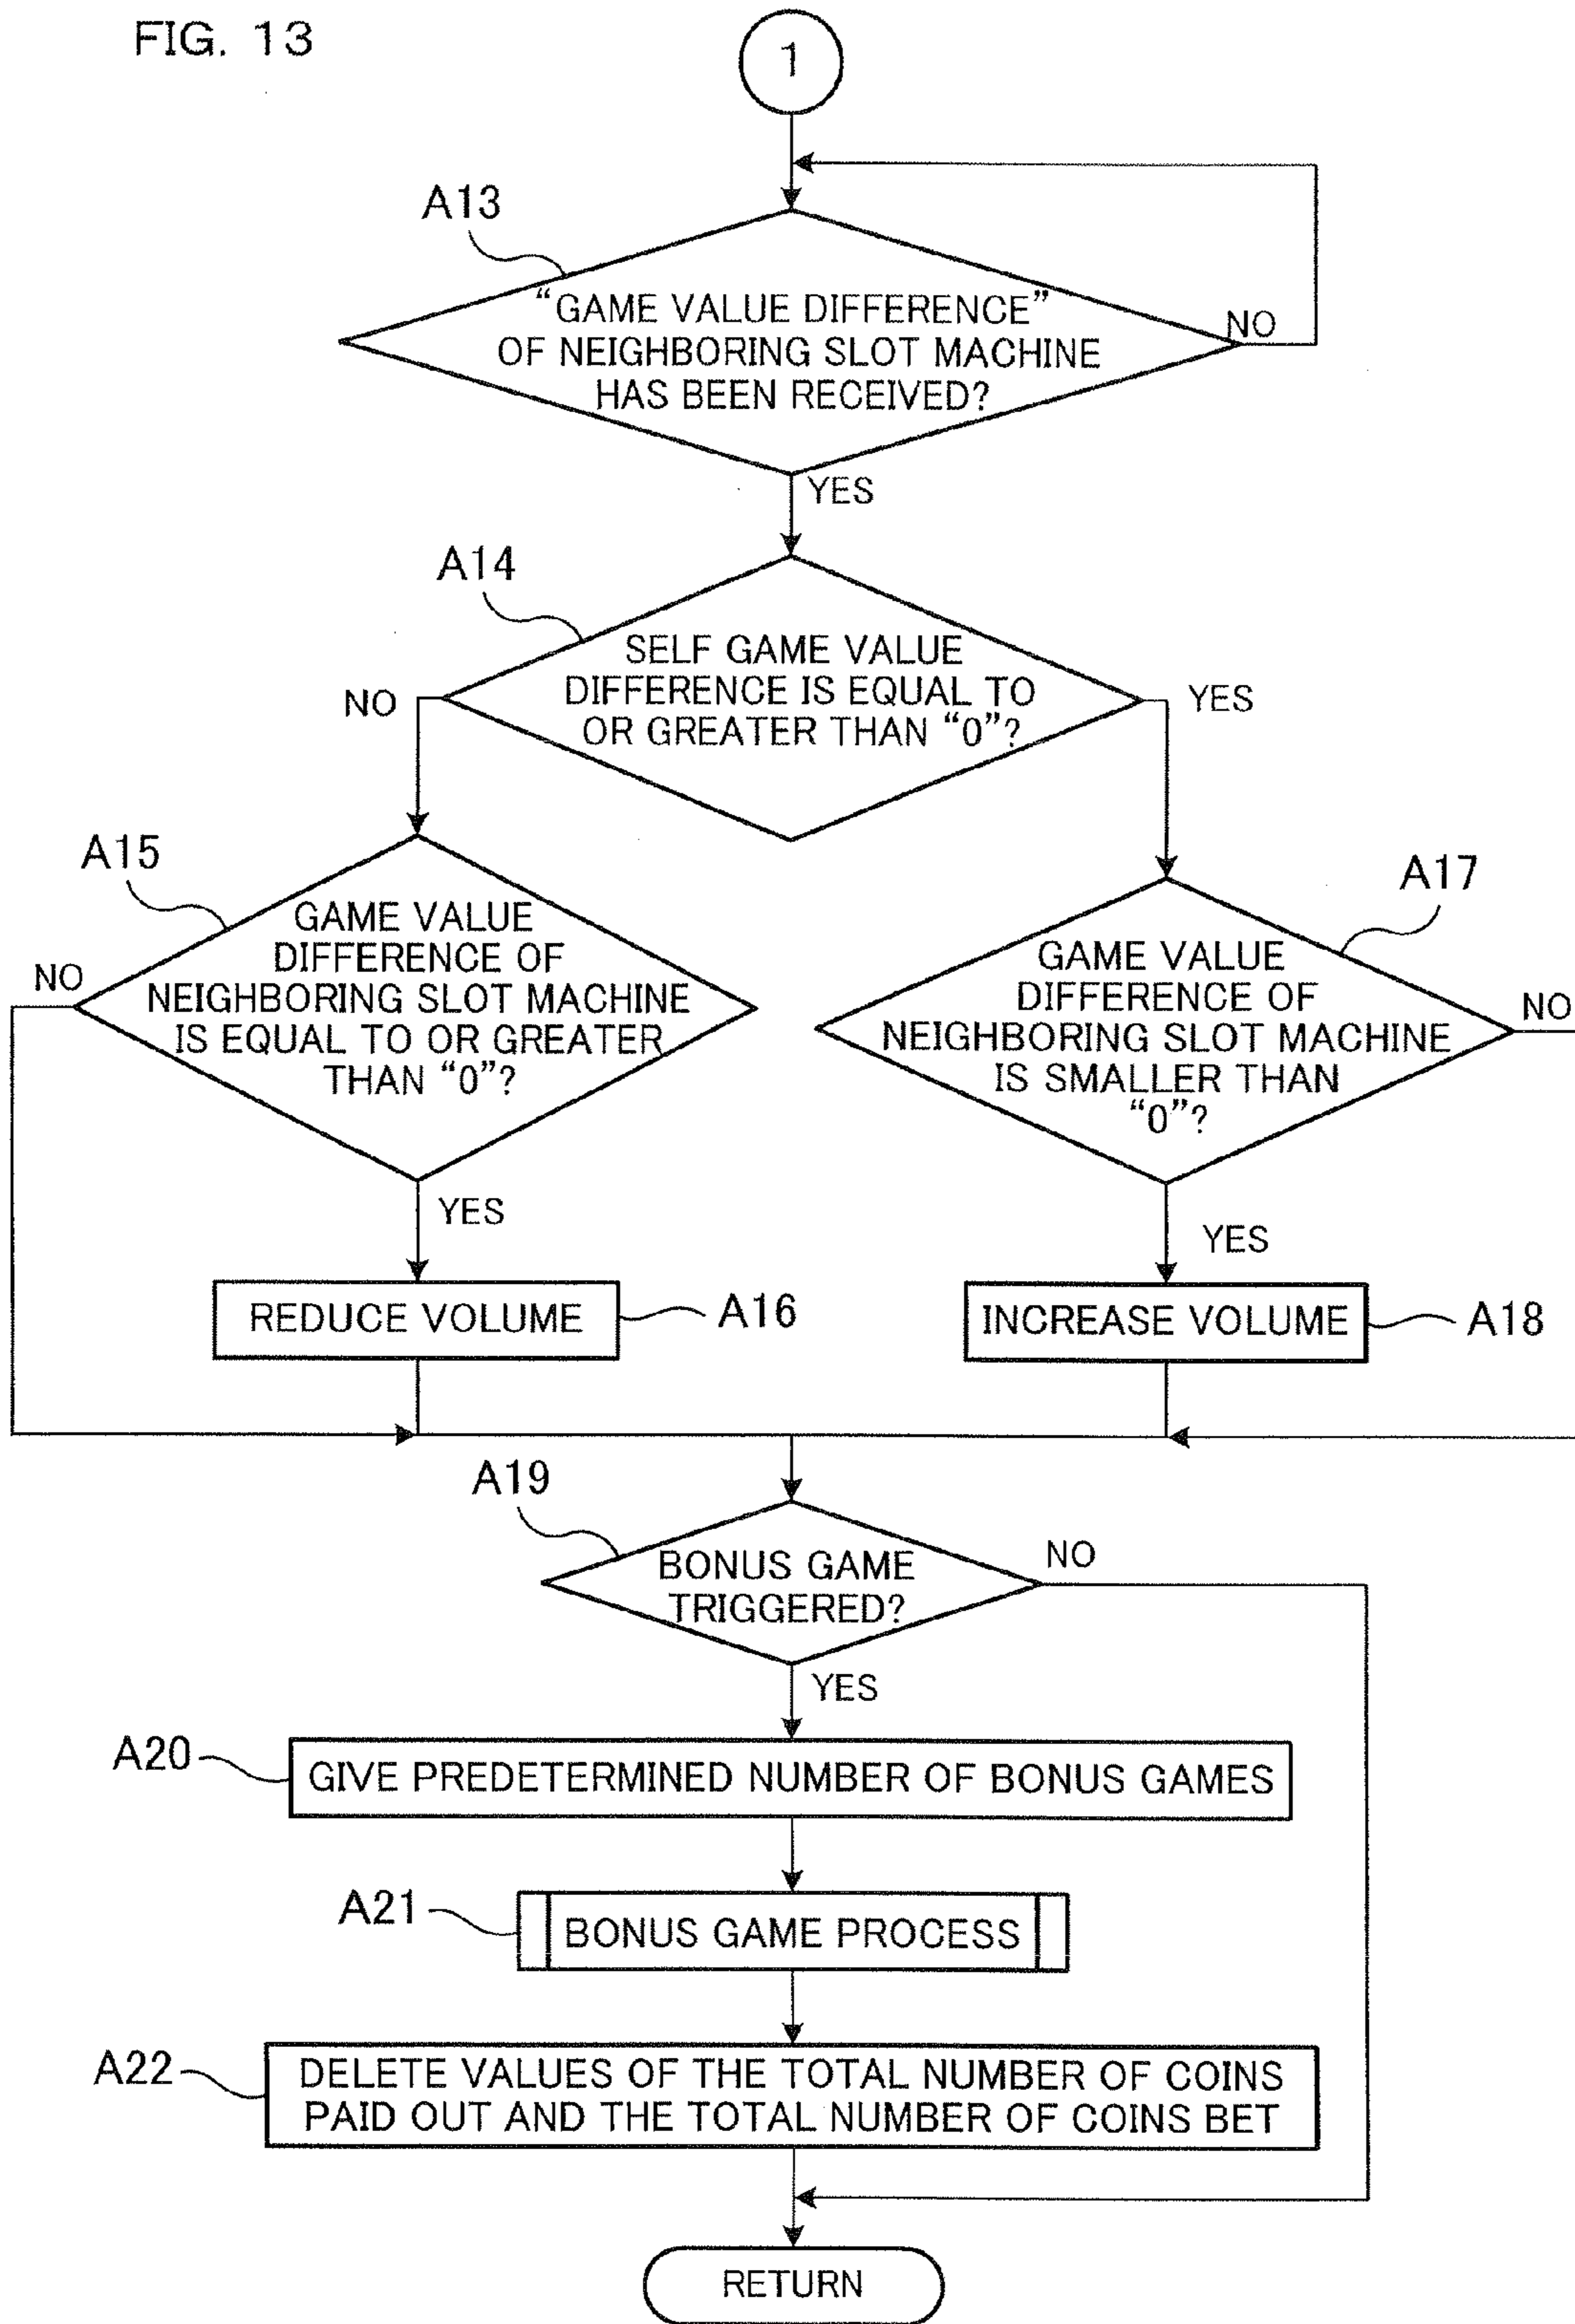 FIG. 13
1
A13
“GAME VALUE DIFFERENCE”
OF NEIGHBORING SLOT MACHINE
HAS BEEN RECEIVED?
NO
YES
A14
SELF GAME VALUE
DIFFERENCE IS EQUAL TO
OR GREATER THAN “0”?
NO
YES
A15
GAME VALUE
DIFFERENCE OF
NEIGHBORING SLOT MACHINE
IS EQUAL TO OR GREATER
THAN “0”?
NO
YES
A17
GAME VALUE
DIFFERENCE OF
NEIGHBORING SLOT MACHINE
IS SMALLER THAN
“0”?
NO
YES
REDUCE VOLUME
A16
INCREASE VOLUME
A18
A19
BONUS GAME
TRIGGERED?
NO
YES
A20
GIVE PREDETERMINED NUMBER OF BONUS GAMES
A21
BONUS GAME PROCESS
A22
DELETE VALUES OF THE TOTAL NUMBER OF COINS
PAID OUT AND THE TOTAL NUMBER OF COINS BET
RETURN